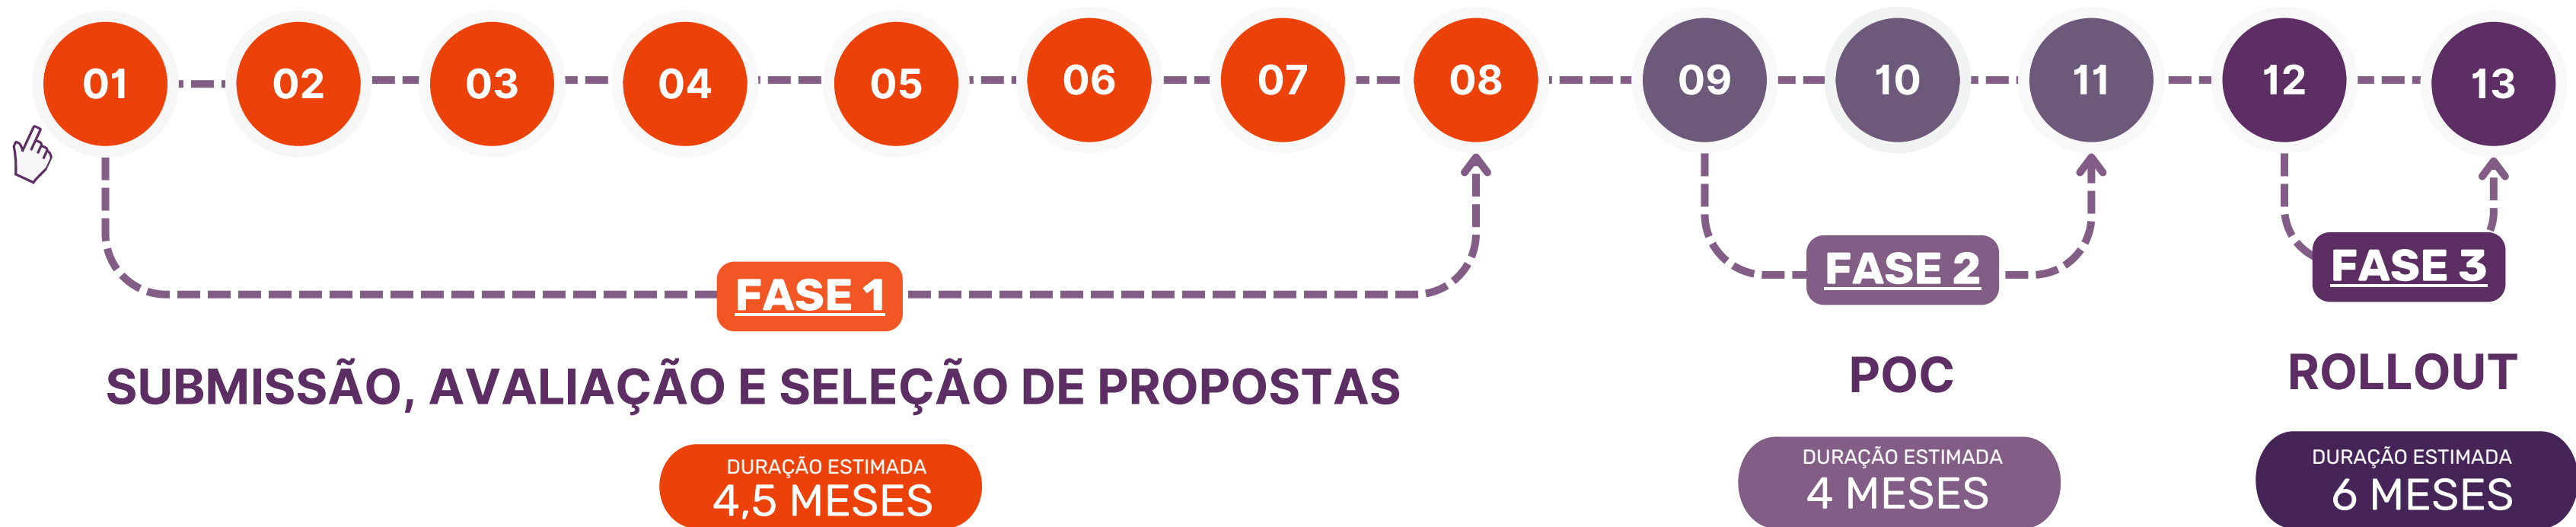 01 02 03 04 05 06 07 08 09 10 11 12 13
FASE 1
FASE 2
FASE 3
SUBMISSÃO, AVALIAÇÃO E SELEÇÃO DE PROPOSTAS
POC
ROLLOUT
DURAÇÃO ESTIMADA
4,5 MESES
DURAÇÃO ESTIMADA
4 MESES
DURAÇÃO ESTIMADA
6 MESES